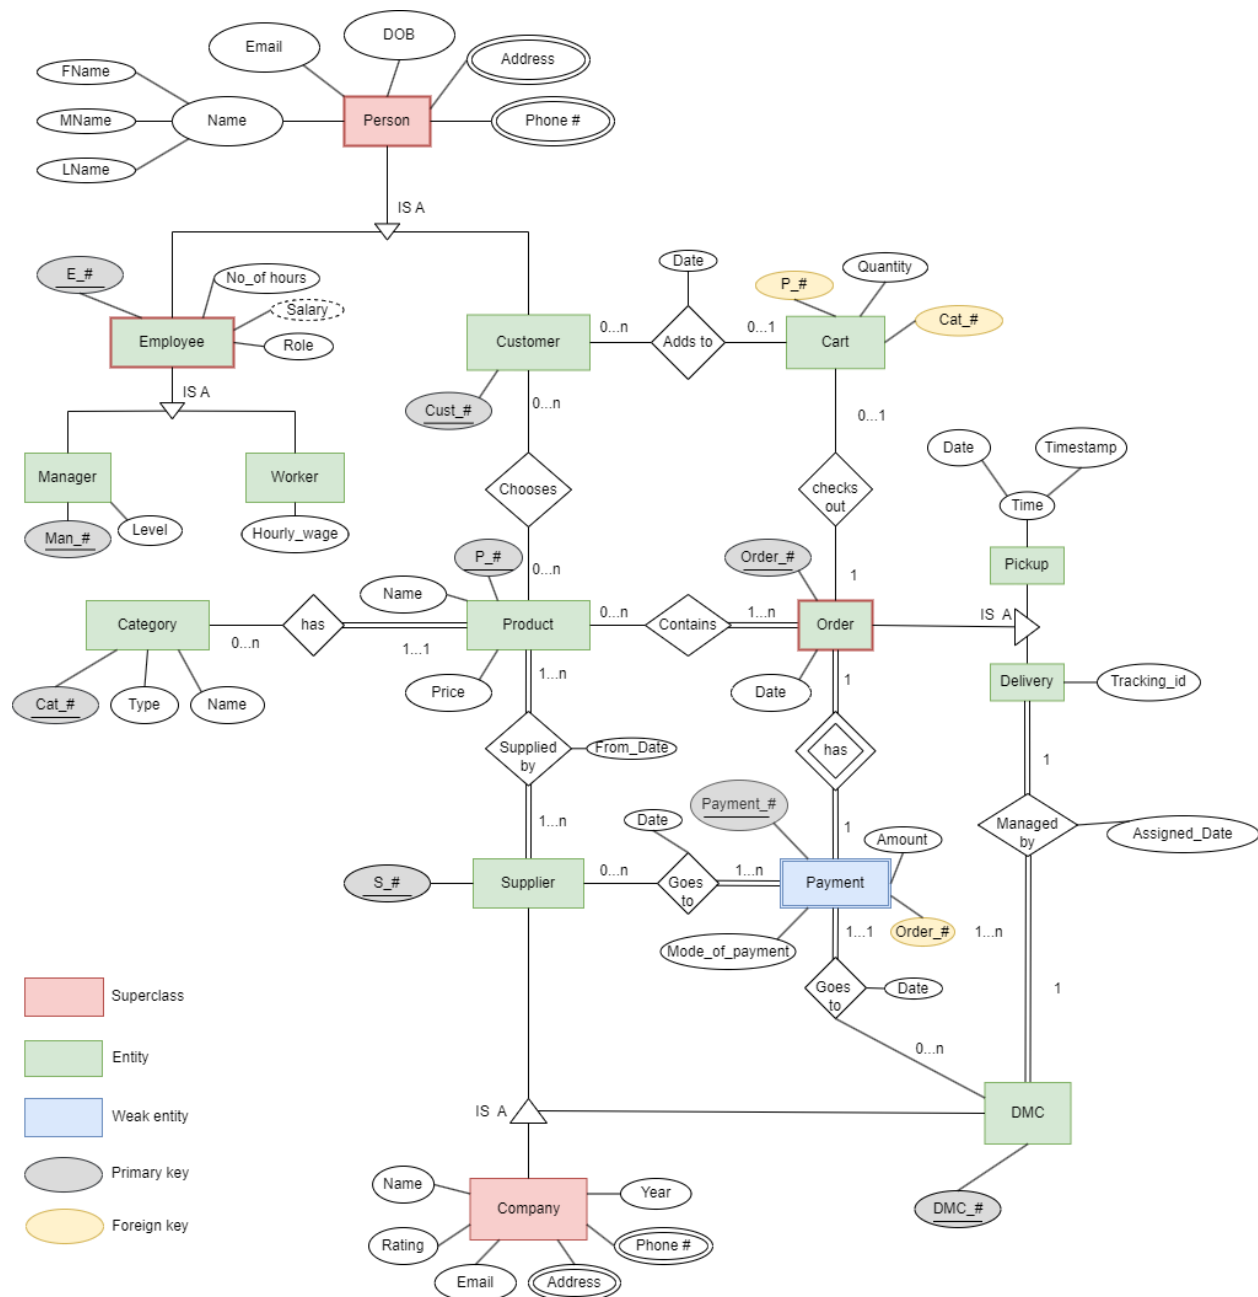 DOB
Email
Address
FName
MName
Name
Person
Phone #
LName
IS A
E_#
No_of hours
Salary
Role
Employee
IS A
Date
P_#
Quantity
Cat_#
Customer
0...n
Adds to
0...1
Cart
Cust_#
0...n
0...1
Manager
Worker
Man_#
Level
Hourly_wage
Chooses
checks
out
Date
Timestamp
Time
Pickup
P_#
0...n
Order_#
1
Name
Category
0...n
has
1...1
Product
0...n
Contains
1...n
Order
IS A
Cat_#
Type
Name
Price
1...n
Date
1
Delivery
Tracking_id
Supplied
by
From_Date
has
1
1...n
Date
Payment_#
1
Amount
Managed
by
Assigned_Date
S_#
Supplier
0...n
Goes
to
1...n
Payment
Mode_of_payment
1...1
Order_#
1...n
Goes
to
Date
1
0...n
Superclass
Entity
Weak entity
Primary key
Foreign key
IS A
DMC
DMC_#
Name
Company
Year
Rating
Phone #
Email
Address